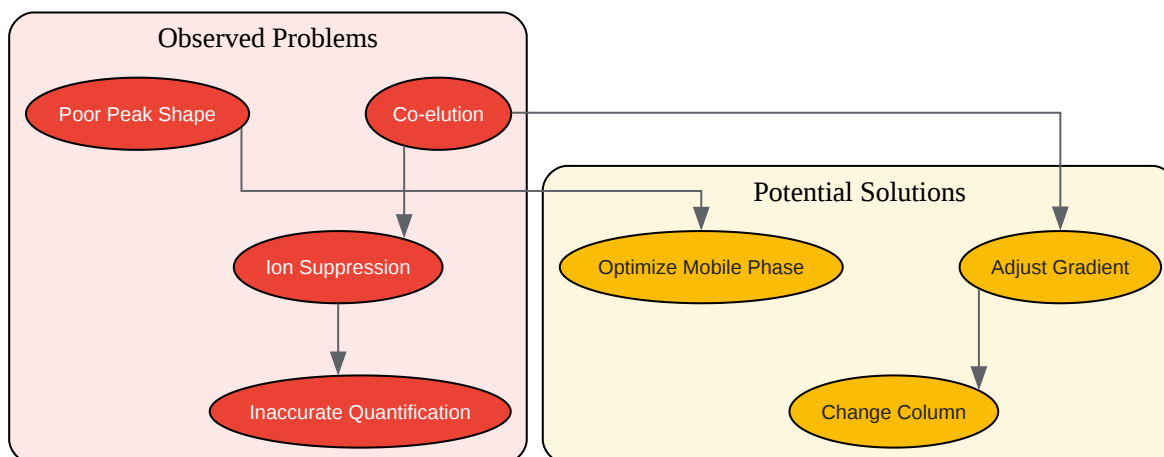 Observed Problems
Poor Peak Shape
Co-elution
Potential Solutions
Ion Suppression
Optimize Mobile Phase
Adjust Gradient
Inaccurate Quantification
Change Column